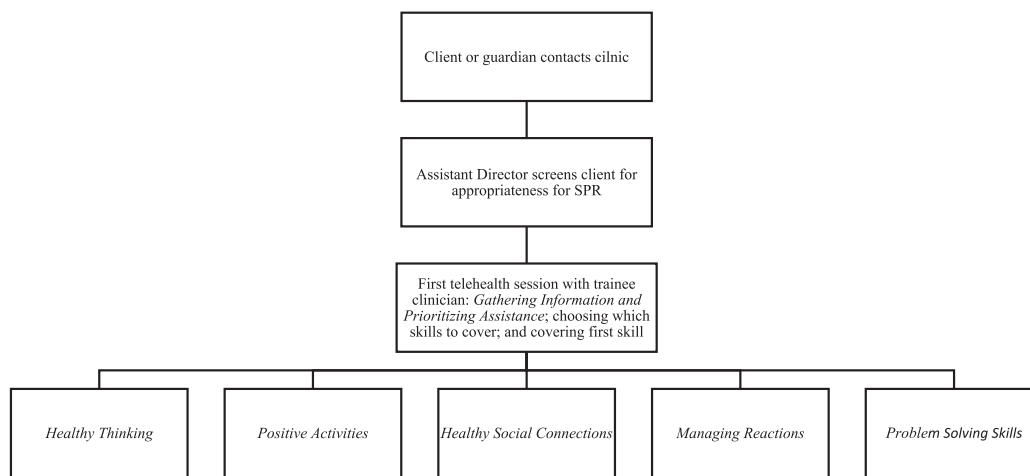 Client or guardian contacts cilnic
Assistant Director screens client for
appropriateness for SPR
First telehealth session with trainee
clinician: Gathering Information and
Prioritizing Assistance; choosing which
skills to cover; and covering first skill
Healthy Thinking
Positive Activities
Healthy Social Connections
Managing Reactions
Problem Solving Skills